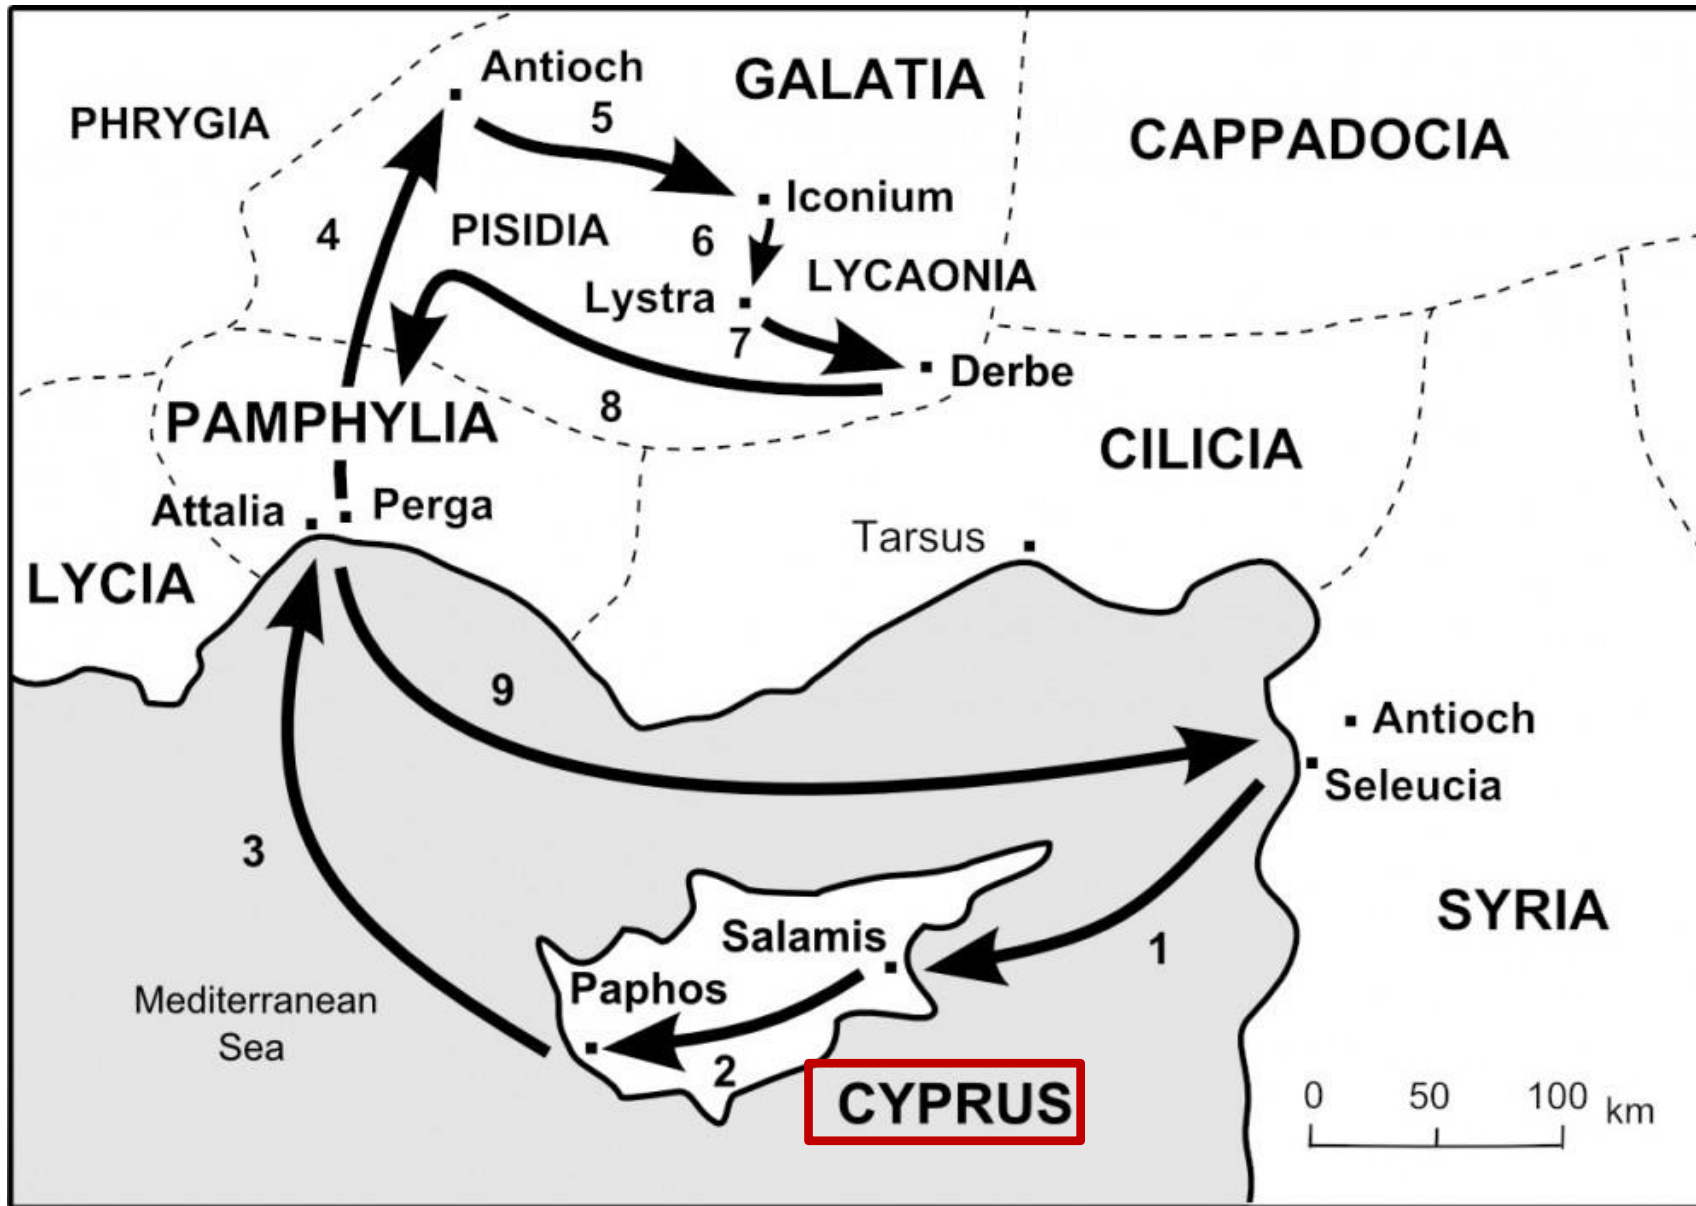 Antioch
GALATIA
PHRYGIA
5
CAPPADOCIA
Iconium
4
PISIDIA
6
LYCAONIA
Lystra
7
Derbe
8
PAMPHYLIA
CILICIA
Attalia
Perga
Tarsus
LYCIA
9
Antioch
Seleucia
3
SYRIA
Salamis
1
Paphos
Mediterranean
Sea
2
CYPRUS
0 50 100 km